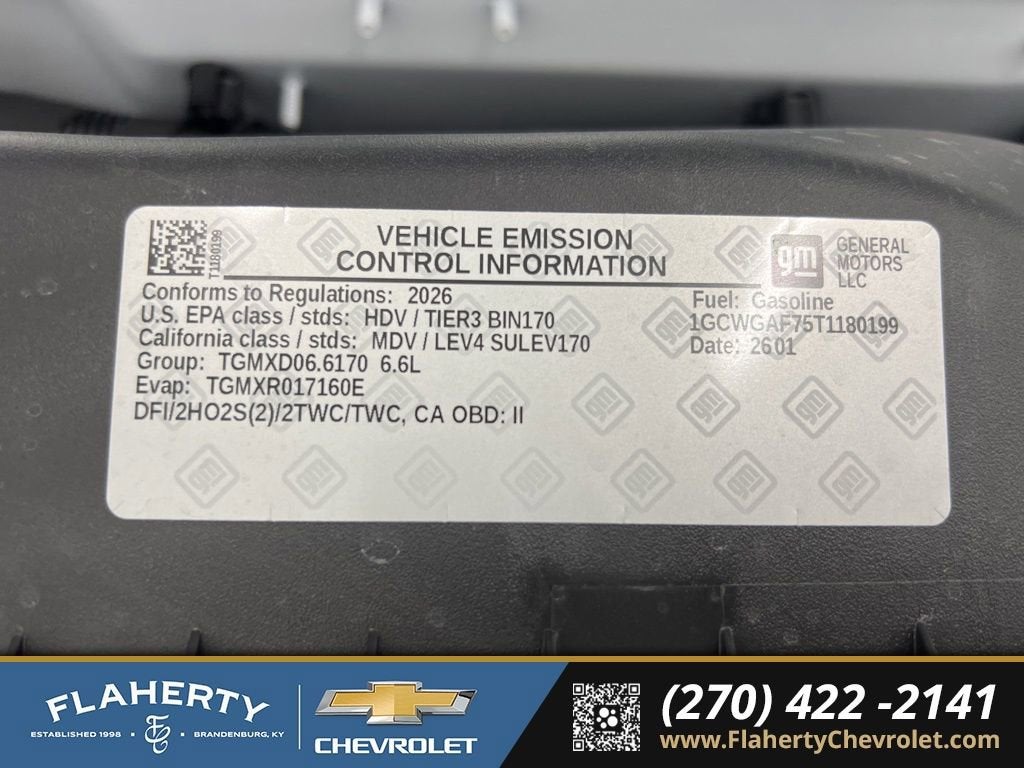 VEHICLE EMISSION
CONTROL INFORMATION
T1180199
gm
GENERAL
MOTORS
LLC
Conforms to Regulations: 2026
U.S. EPA class / stds: HDV / TIER3 BIN170
California class / stds: MDV / LEV4 SULEV170
Group: TGMXD06.6170 6.6L
Evap: TGMXR017160E
DFI/2HO2S(2)/2TWC/TWC, CA OBD: II
Fuel: Gasoline
1GCWGAF75T1180199
Date: 2601
FLAHERTY
ESTABLISHED 1998 • • BRANDENBURG, KY
CHEVROLET
(270) 422 -2141
www.FlahertyChevrolet.com